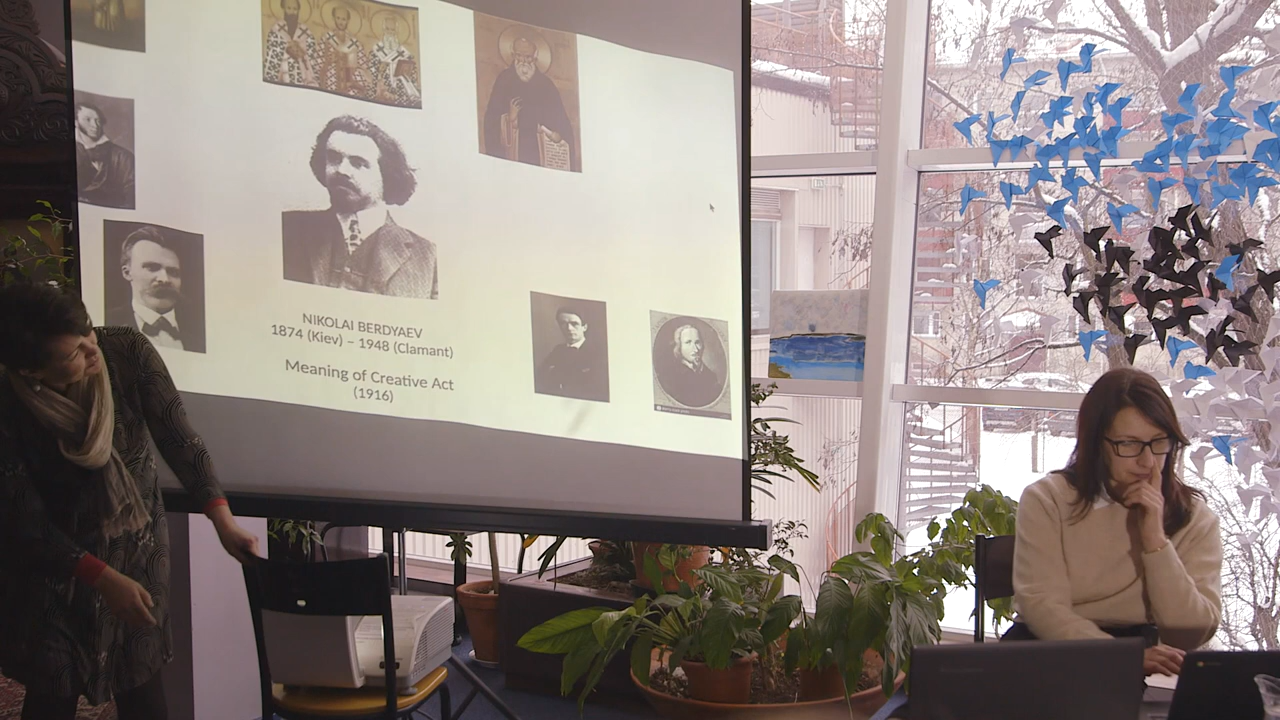 NIKOLAI BERDYAEV
1874 (Kiev) – 1948 (Clamant)
Meaning of Creative Act
(1916)